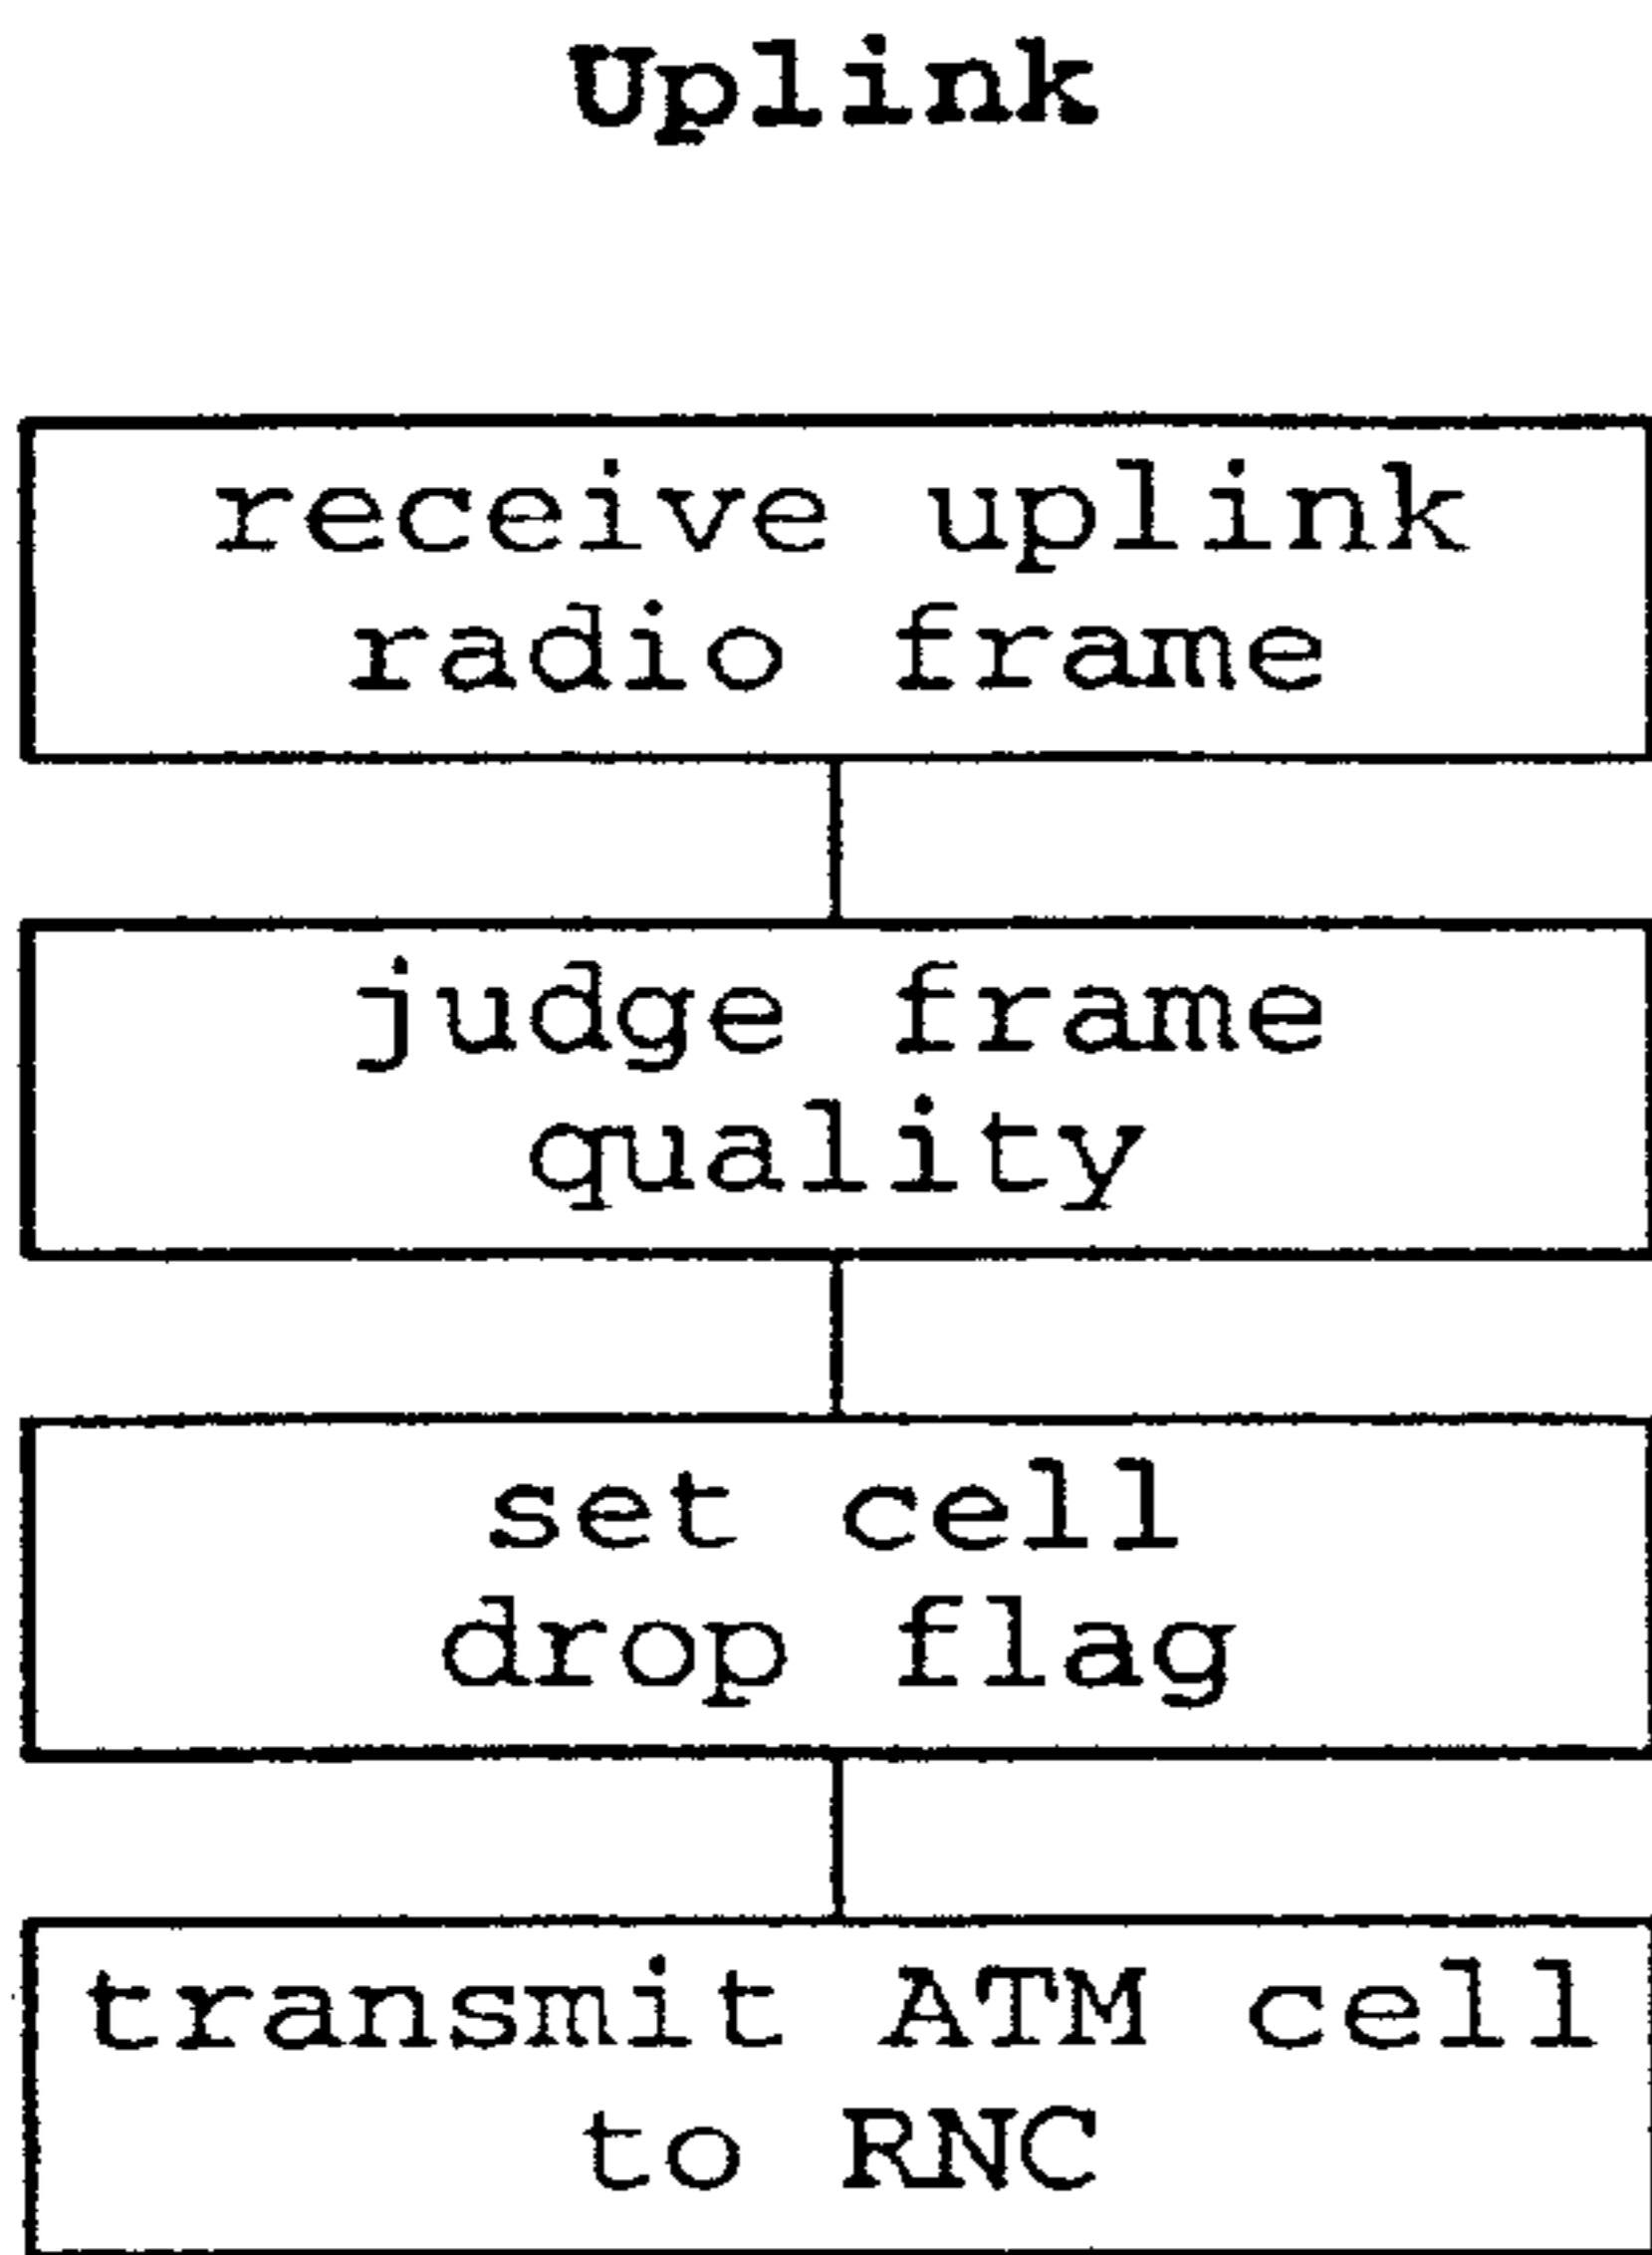 Uplink
receive uplink
radio frame
judge frame
quality
set cell
drop flag
transmit ATM cell
to RNC